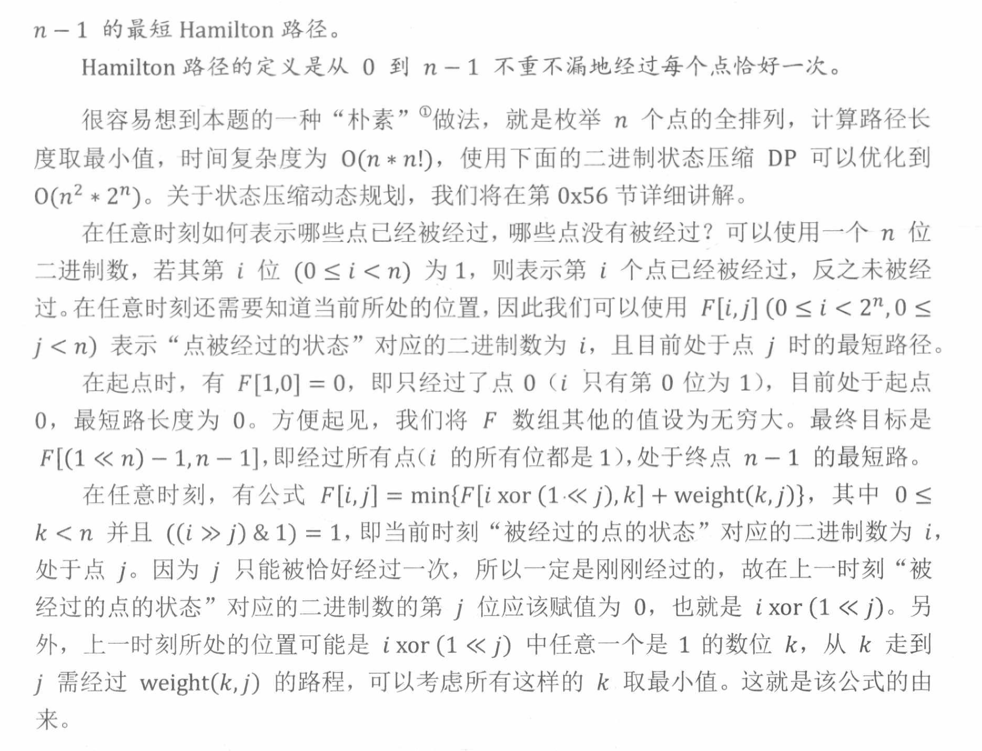 n − 1 的最短 Hamilton 路径。
Hamilton 路径的定义是从 0 到 n − 1 不重不漏地经过每个点恰好一次。
很容易想到本题的一种“朴素”①做法，就是枚举 n 个点的全排列，计算路径长
度取最小值，时间复杂度为 O(n * n!)，使用下面的二进制状态压缩 DP 可以优化到
O(n² * 2ⁿ)。关于状态压缩动态规划，我们将在第 0x56 节详细讲解。
在任意时刻如何表示哪些点已经被经过，哪些点没有被经过？可以使用一个 n 位
二进制数，若其第 i 位 (0 ≤ i < n) 为 1，则表示第 i 个点已经被经过，反之未被经
过。在任意时刻还需要知道当前所处的位置，因此我们可以使用 F[i,j] (0 ≤ i < 2ⁿ, 0 ≤
j < n) 表示“点被经过的状态”对应的二进制数为 i，且目前处于点 j 时的最短路径。
在起点时，有 F[1,0] = 0，即只经过了点 0（i 只有第 0 位为 1），目前处于起点
0，最短路长度为 0。方便起见，我们将 F 数组其他的值设为无穷大。最终目标是
F[(1 ≪ n) − 1, n − 1]，即经过所有点（i 的所有位都是 1），处于终点 n − 1 的最短路。
在任意时刻，有公式 F[i,j] = min{F[i xor (1 ≪ j), k] + weight(k,j)}，其中 0 ≤
k < n 并且 ((i ≫ j) & 1) = 1，即当前时刻“被经过的点的状态”对应的二进制数为 i，
处于点 j。因为 j 只能被恰好经过一次，所以一定是刚刚经过的，故在上一时刻“被
经过的点的状态”对应的二进制数的第 j 位应该赋值为 0，也就是 i xor (1 ≪ j)。另
外，上一时刻所处的位置可能是 i xor (1 ≪ j) 中任意一个是 1 的数位 k，从 k 走到
j 需经过 weight(k,j) 的路程，可以考虑所有这样的 k 取最小值。这就是该公式的由
来。